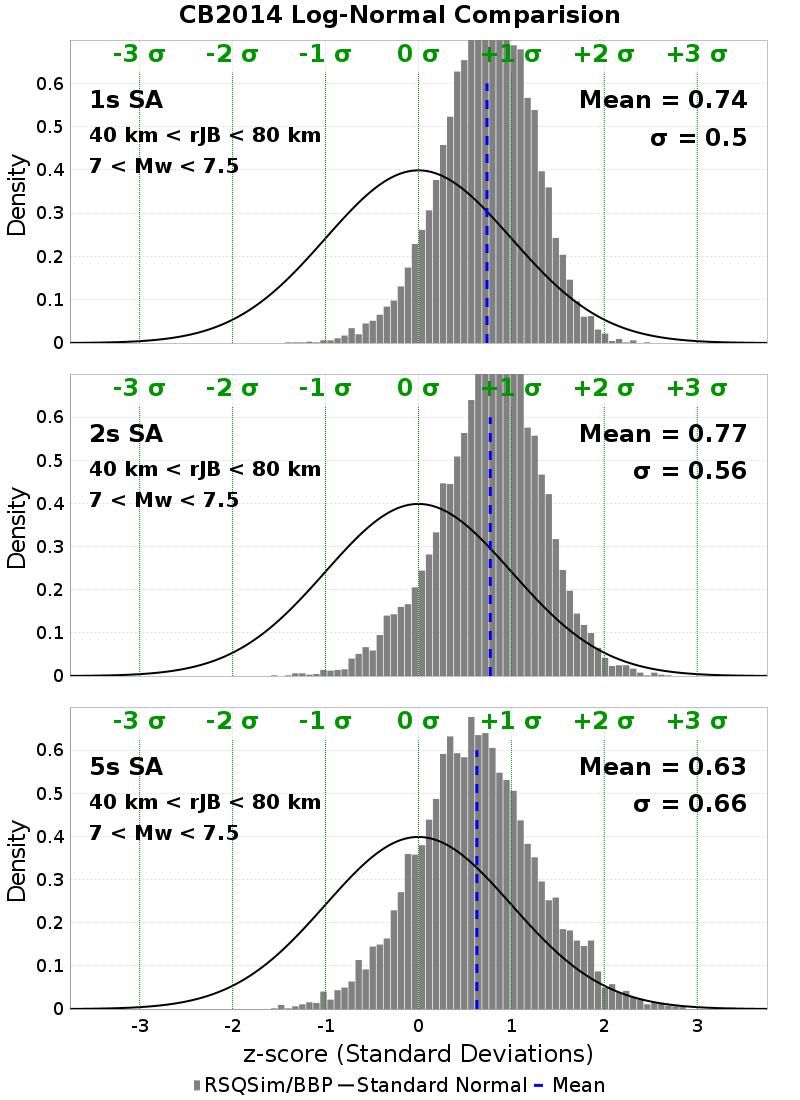 CB2014 Log-Normal Comparision
-3 σ -2 σ -1 σ 0 σ +1 σ +2 σ +3 σ
0.6
1s SA Mean = 0.74
0.5
40 km < rJB < 80 km σ = 0.5
7 < Mw < 7.5
0.4
0.3
0.2
0.1
0
Density
-3 σ -2 σ -1 σ 0 σ +1 σ +2 σ +3 σ
0.6
2s SA Mean = 0.77
0.5
40 km < rJB < 80 km σ = 0.56
7 < Mw < 7.5
0.4
0.3
0.2
0.1
0
Density
-3 σ -2 σ -1 σ 0 σ +1 σ +2 σ +3 σ
0.6
5s SA Mean = 0.63
0.5
40 km < rJB < 80 km σ = 0.66
7 < Mw < 7.5
0.4
0.3
0.2
0.1
0
Density
-3 -2 -1 0 1 2 3
z-score (Standard Deviations)
RSQSim/BBP Standard Normal Mean